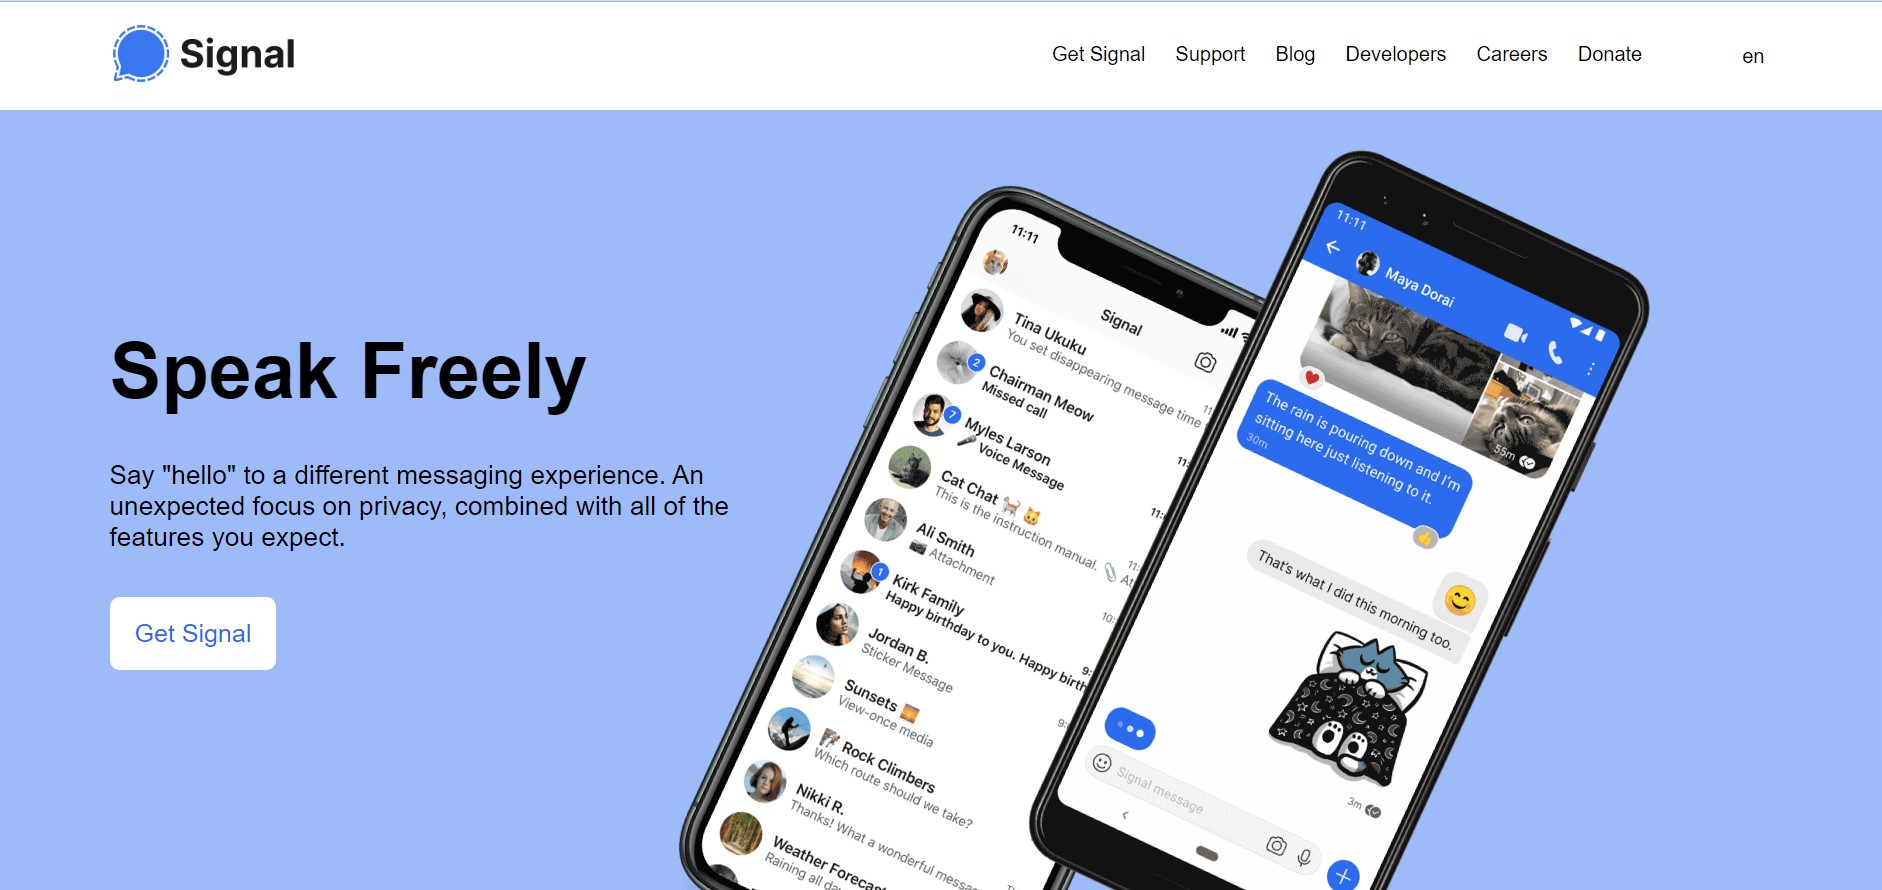 Signal
Get Signal
Support
Blog
Developers
Careers
Donate
en
Speak Freely
Say "hello" to a different messaging experience. An
unexpected focus on privacy, combined with all of the
features you expect.
Get Signal
11:11
Signal
Tina Ukuku
You set disappearing message time
2
Chairman Meow
Missed call
7
Myles Larson
Voice Message
Cat Chat 🐈 🐱
This is the instruction manual.
Ali Smith
Attachment
1
Kirk Family
Happy birthday to you. Happy
Jordan B.
Sticker Message
Sunsets 🌅
View-once media
Rock Climbers
Which route should we take?
Nikki R.
Thanks! What a wonderful
Weather
Raining all
11:11
Maya Dorai
55m
The rain is pouring down and I'm
sitting here just listening to it.
30m
That's what I did this morning too.
3m
Signal message